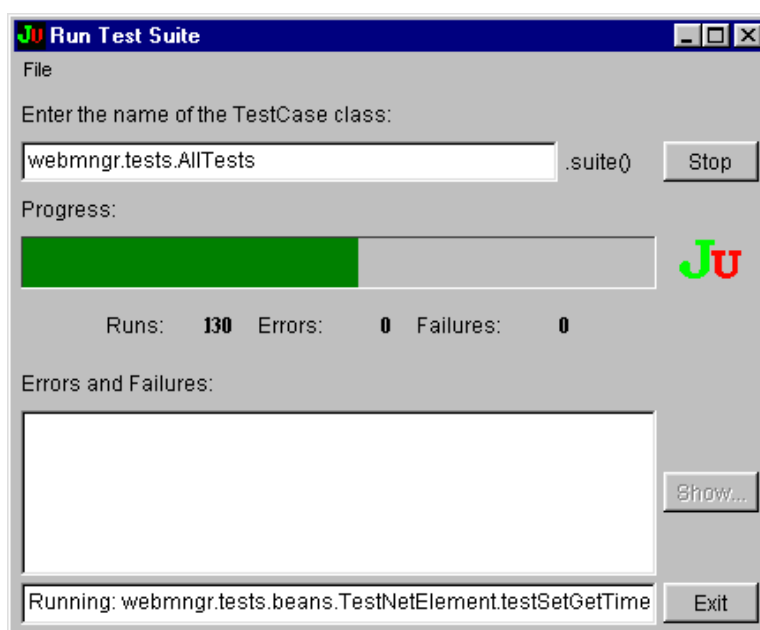 JU Run Test Suite
File
Enter the name of the TestCase class:
webmngr.tests.AllTests .suite() Stop
Progress:
JU
Runs: 130 Errors: 0 Failures: 0
Errors and Failures:
Show...
Running: webmngr.tests.beans.TestNetElement.testSetGetTime Exit